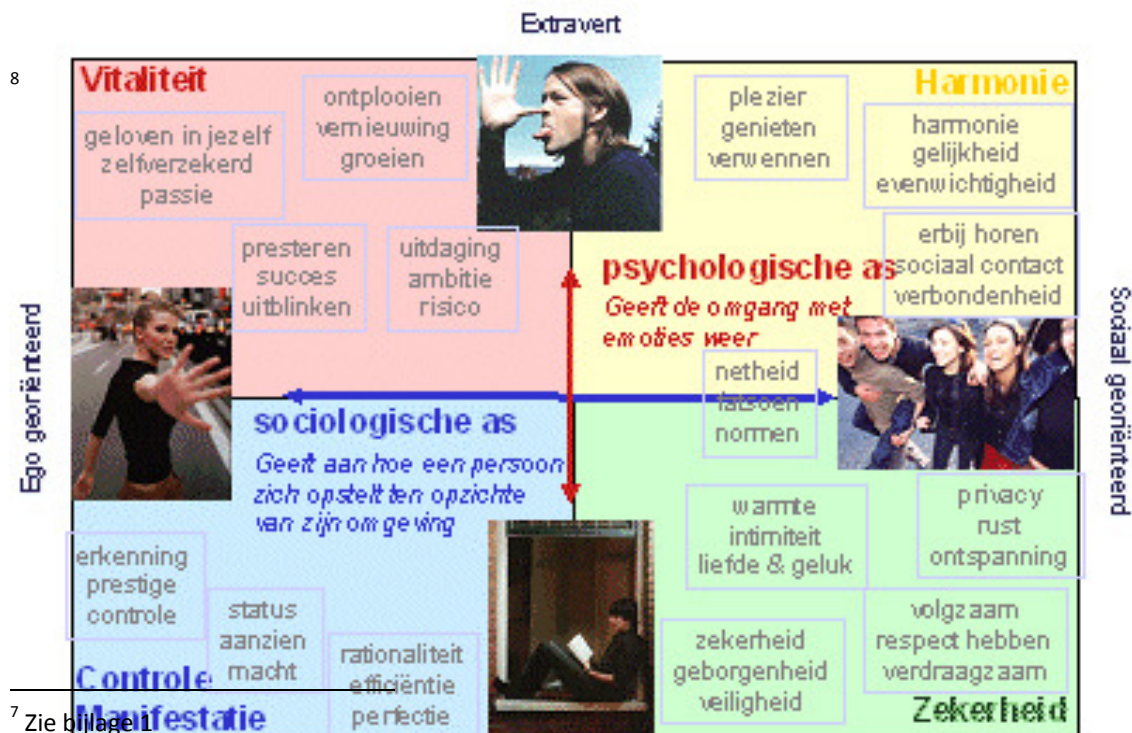 Extravert
8
Vitaliteit
Harmonie
ontplooien
vernieuwing
groeien
plezier
genieten
verwennen
geloven in jezelf
zelfverzekerd
passie
harmonie
gelijkheid
evenwichtigheid
presteren
succes
uitblinken
uitdaging
ambitie
risico
erbij horen
sociaal contact
verbondenheid
psychologische as
Geeft de omgang met
emoties weer
Ego georiënteerd
Sociaal georiënteerd
netheid
fatsoen
normen
sociologische as
Geeft aan hoe een persoon
zich opstelt ten opzichte
van zijn omgeving
warmte
intimiteit
liefde & geluk
privacy
rust
ontspanning
erkenning
prestige
controle
status
aanzien
macht
rationaliteit
efficiëntie
perfectie
zekerheid
geborgenheid
veiligheid
volgzaam
respect hebben
verdraagzaam
Controle
Manifestatie
Zekerheid
7 Zie bijlage 1